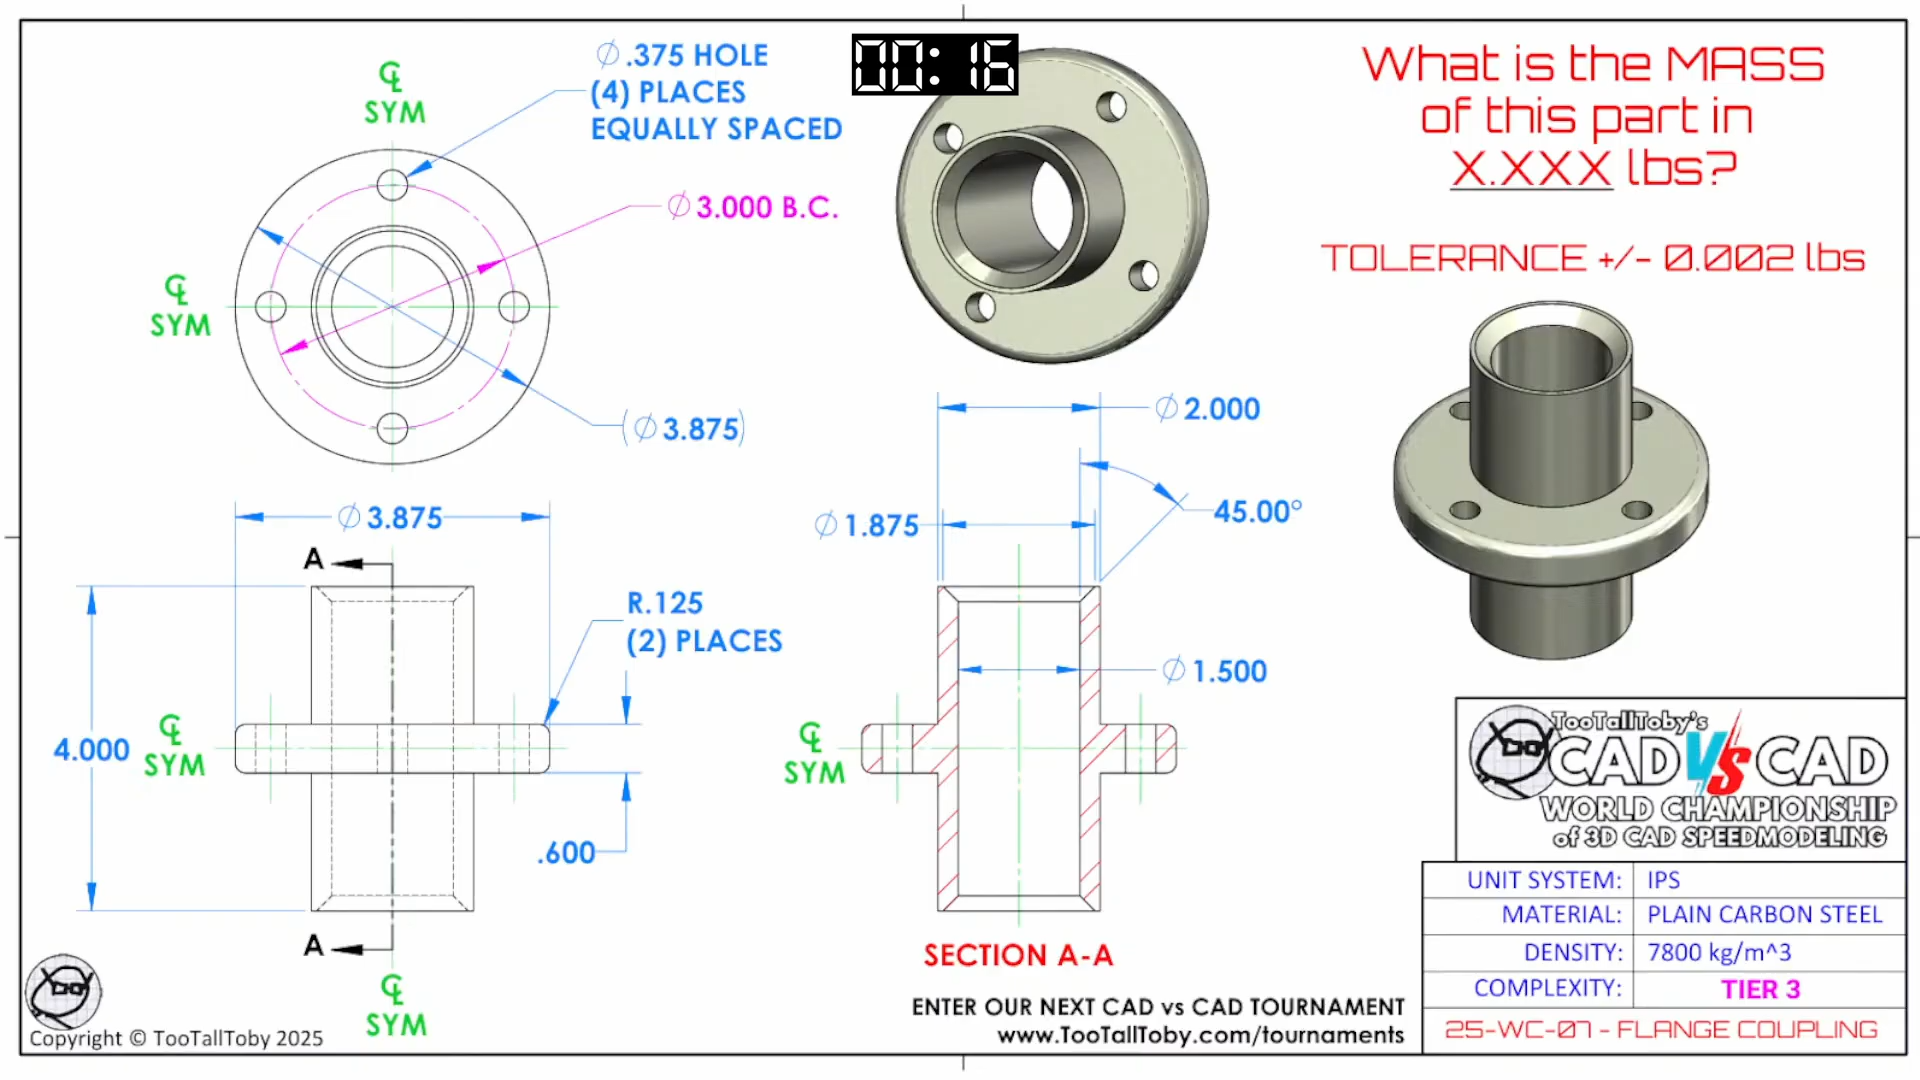 Ø .375 HOLE
(4) PLACES
EQUALLY SPACED
00:16
What is the MASS
of this part in
X.XXX lbs?
TOLERANCE +/- 0.002 lbs
℄
SYM
Ø 3.000 B.C.
℄
SYM
(Ø 3.875)
Ø 2.000
45.00°
Ø 1.875
Ø 3.875
A
R.125
(2) PLACES
Ø 1.500
4.000
℄
SYM
℄
SYM
.600
A
℄
SYM
SECTION A-A
ENTER OUR NEXT CAD vs CAD TOURNAMENT
www.TooTallToby.com/tournaments
Copyright © TooTallToby 2025
TooTallToby's
CAD VS CAD
WORLD CHAMPIONSHIP
of 3D CAD SPEEDMODELING
UNIT SYSTEM: IPS
MATERIAL: PLAIN CARBON STEEL
DENSITY: 7800 kg/m^3
COMPLEXITY: TIER 3
25-WC-07 - FLANGE COUPLING